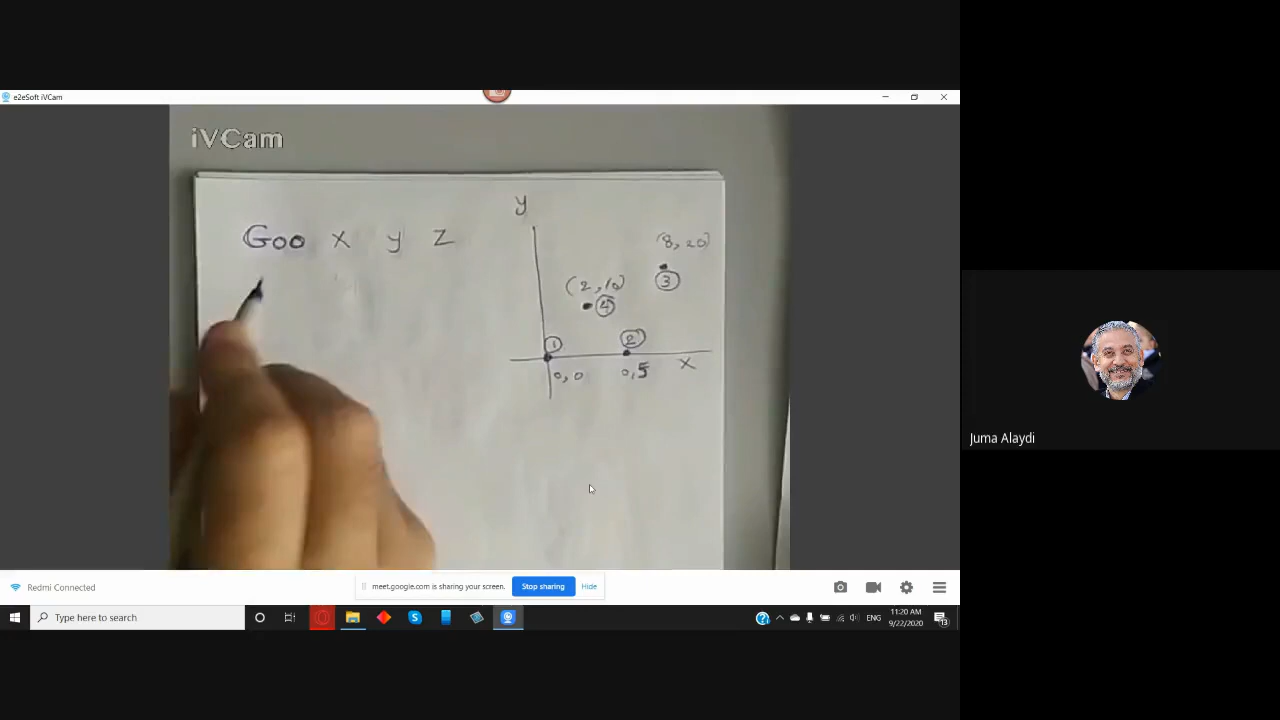 e2eSoft iVCam
iVCam
Goo x y z
y
(8, 20)
3
(2, 10)
4
1
2
0, 0
0, 5
x
Juma Alaydi
Redmi Connected
meet.google.com is sharing your screen.
Stop sharing
Hide
Type here to search
ENG
11:20 AM
9/22/2020
13